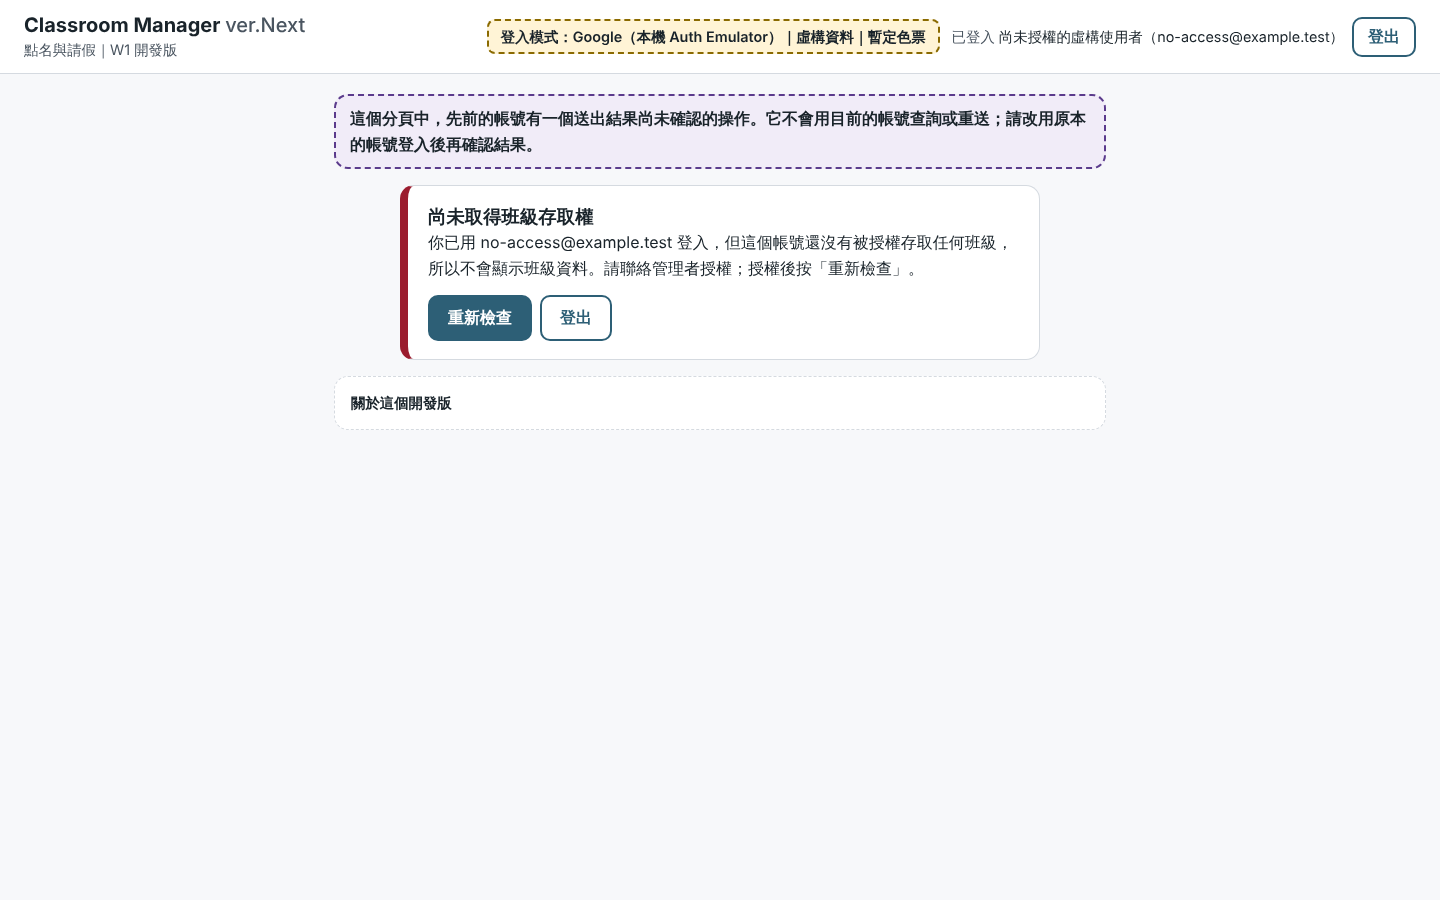 Classroom Manager ver.Next
點名與請假｜W1 開發版
登入模式：Google（本機 Auth Emulator）｜虛構資料｜暫定色票
已登入 尚未授權的虛構使用者（no-access@example.test）
登出
這個分頁中，先前的帳號有一個送出結果尚未確認的操作。它不會用目前的帳號查詢或重送；請改用原本
的帳號登入後再確認結果。
尚未取得班級存取權
你已用 no-access@example.test 登入，但這個帳號還沒有被授權存取任何班級，
所以不會顯示班級資料。請聯絡管理者授權；授權後按「重新檢查」。
重新檢查
登出
關於這個開發版